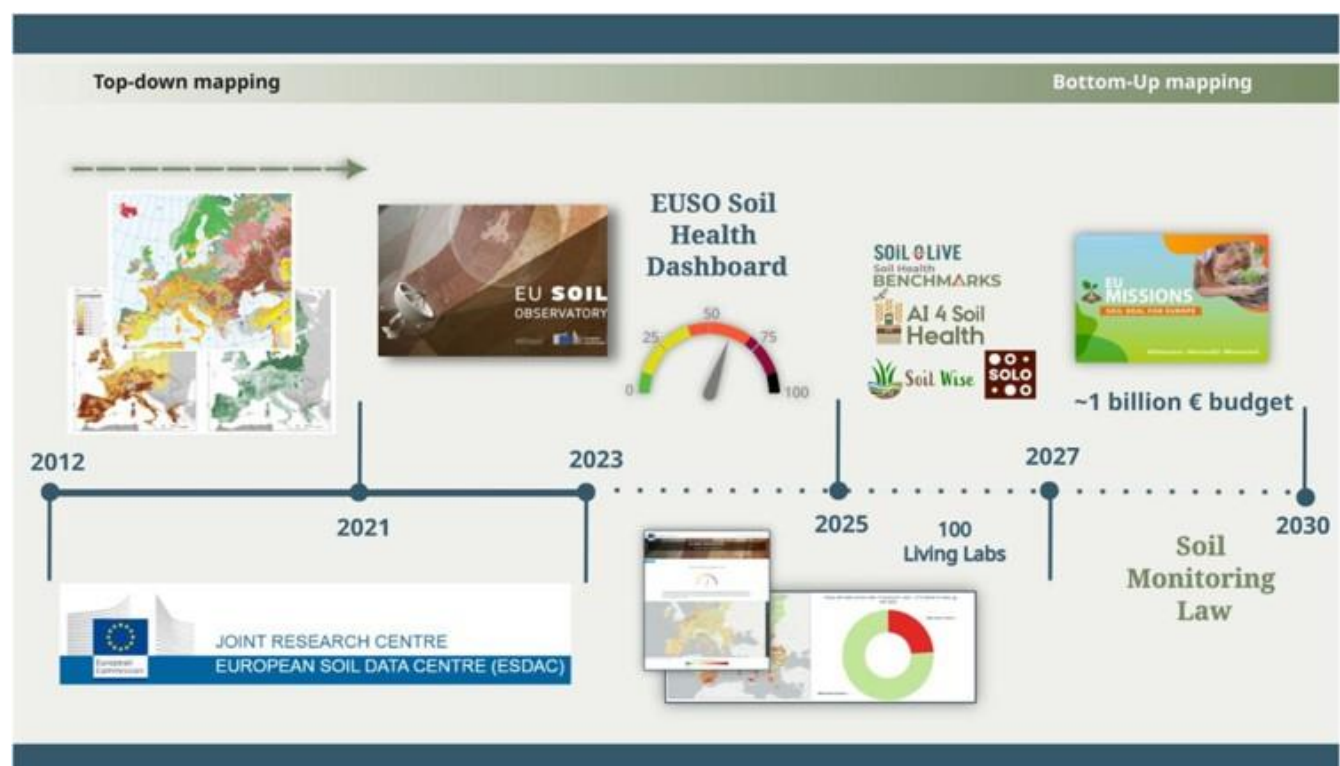 Top-down mapping
Bottom-Up mapping
EU SOIL
OBSERVATORY
EUSO Soil
Health
Dashboard
0
25
50
75
100
SOIL O LIVE
Soil Health
BENCHMARKS
AI 4 Soil
Health
Soil Wise
SOLO
EU
MISSIONS
SOIL DEAL FOR EUROPE
~1 billion € budget
2012
2021
2023
2025
2027
2030
100
Living Labs
Soil
Monitoring
Law
European
Commission
JOINT RESEARCH CENTRE
EUROPEAN SOIL DATA CENTRE (ESDAC)